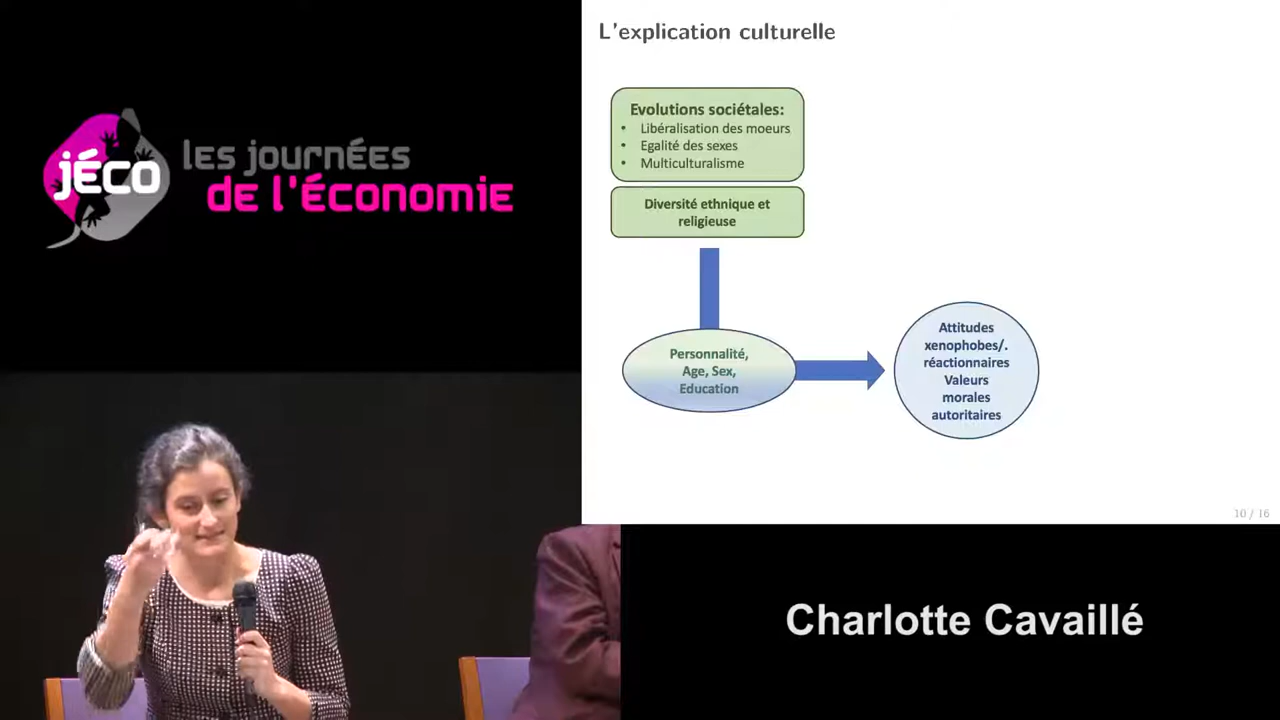 jéco
les journées
de l'économie
L'explication culturelle
Evolutions sociétales:
• Libéralisation des moeurs
• Egalité des sexes
• Multiculturalisme
Diversité ethnique et
religieuse
Personnalité,
Age, Sex,
Education
Attitudes
xenophobes/.
réactionnaires
Valeurs
morales
autoritaires
10 / 16
Charlotte Cavaillé